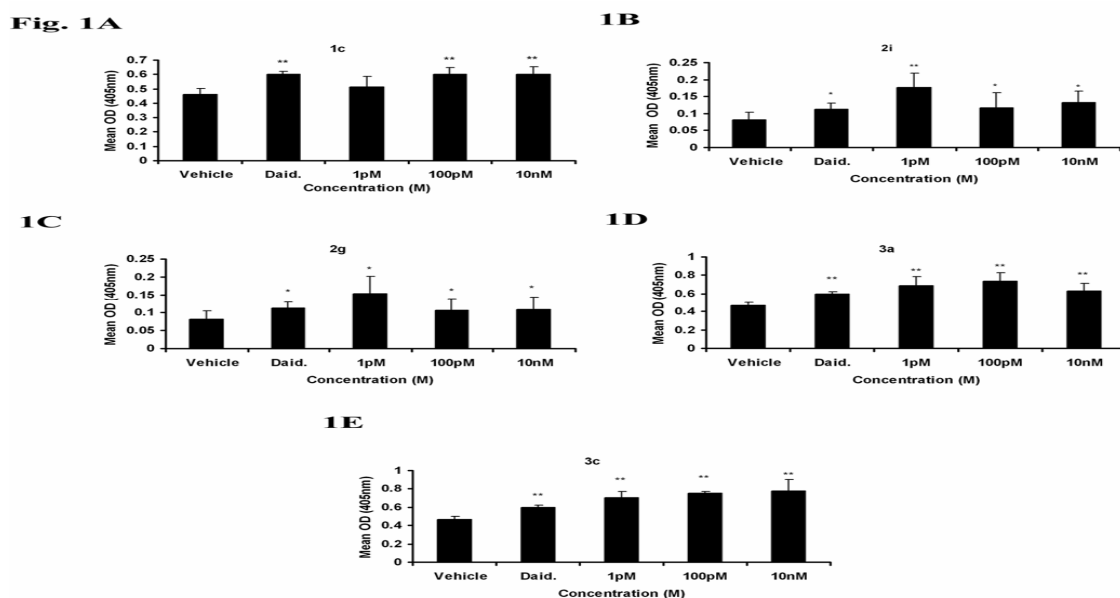 Fig. 1A
1c
Mean OD (405nm)
0.7
0.6
0.5
0.4
0.3
0.2
0.1
0
** ** **
Vehicle Daid. 1pM 100pM 10nM
Concentration (M)
1B
2i
Mean OD (405nm)
0.25
0.2
0.15
0.1
0.05
0
* ** * *
Vehicle Daid. 1pM 100pM 10nM
Concentration (M)
1C
2g
Mean OD (405nm)
0.25
0.2
0.15
0.1
0.05
0
* * * *
Vehicle Daid. 1pM 100pM 10nM
Concentration (M)
1D
3a
Mean OD (405nm)
1
0.8
0.6
0.4
0.2
0
** ** ** **
Vehicle Daid. 1pM 100pM 10nM
Concentration (M)
1E
3c
Mean OD (405nm)
1
0.8
0.6
0.4
0.2
0
** ** ** **
Vehicle Daid. 1pM 100pM 10nM
Concentration (M)